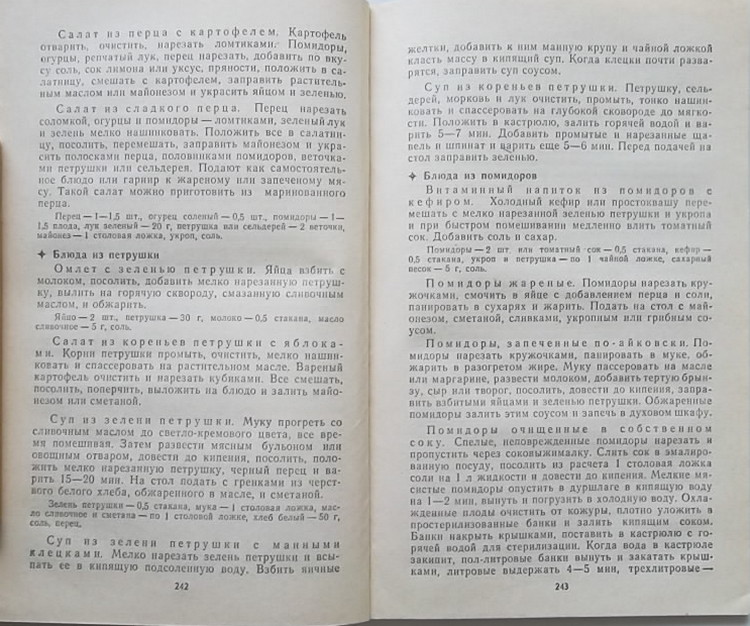 Салат из перца с картофелем. Картофель
отварить, очистить, нарезать ломтиками. Помидоры,
огурцы, репчатый лук, перец нарезать, добавить по вку-
су соль, сок лимона или уксус, пряности, положить в са-
латницу, смешать с картофелем, заправить раститель-
ным маслом или майонезом и украсить яйцом и зеленью.
Салат из сладкого перца. Перец нарезать
соломкой, огурцы и помидоры — ломтиками, зеленый лук
и зелень мелко нашинковать. Положить все в салатни-
цу, посолить, перемешать, заправить майонезом и укра-
сить полосками перца, половинками помидоров, веточка-
ми петрушки или сельдерея. Подают как самостоятель-
ное блюдо или гарнир к жареному или запеченому мя-
су. Такой салат можно приготовить из маринованного
перца.
Перец — 1—1,5 шт., огурец соленый — 0,5 шт., помидоры — 1—
1,5 плода, лук зеленый — 20 г, петрушка или сельдерей — 2 веточки,
майонез — 1 столовая ложка, укроп, соль.
✦ Блюда из петрушки
Омлет с зеленью петрушки. Яйца взбить с
молоком, посолить, добавить мелко нарезанную петруш-
ку, вылить на горячую сквороду, смазанную сливочным
маслом, и обжарить.
Яйцо — 2 шт., петрушка — 30 г, молоко — 0,5 стакана, масло
сливочное — 5 г, соль.
Салат из кореньев петрушки с яблока-
ми. Корни петрушки промыть, очистить, мелко нашин-
ковать и спассеровать на растительном масле. Вареный
картофель очистить и нарезать кубиками. Все смешать,
посолить, поперчить, выложить на блюдо и залить майо-
незом или сметаной.
Суп из зелени петрушки. Муку прогреть со
сливочным маслом до светло-кремового цвета, все вре-
мя помешивая. Затем развести мясным бульоном или
овощным отваром, довести до кипения, посолить, поло-
жить мелко нарезанную петрушку, черный перец и ва-
рить 15—20 мин. На стол подать с гренками из черст-
вого белого хлеба, обжаренного в масле, и сметаной.
Зелень петрушки — 0,5 стакана, мука — 1 столовая ложка, мас-
ло сливочное и сметана — по 1 столовой ложке, хлеб белый — 50 г,
соль, перец.
Суп из зелени петрушки с манными
клецками. Мелко нарезать зелень петрушки и всы-
пать ее в кипящую подсоленную воду. Взбить яичные
242
желтки, добавить к ним манную крупу и чайной ложкой
класть массу в кипящий суп. Когда клецки почти разва-
рятся, заправить суп соусом.
Суп из кореньев петрушки. Петрушку, сель-
дерей, морковь и лук очистить, промыть, тонко нашин-
ковать и спассеровать на глубокой сковороде до мягко-
сти. Положить в кастрюлю, залить горячей водой и ва-
рить 5—7 мин. Добавить промытые и нарезанные ща-
вель и шпинат и варить еще 5—6 мин. Перед подачей на
стол заправить зеленью.
✦ Блюда из помидоров
Витаминный напиток из помидоров с
кефиром. Холодный кефир или простоквашу пере-
мешать с мелко нарезанной зеленью петрушки и укропа
и при быстром помешивании медленно влить томатный
сок. Добавить соль и сахар.
Помидоры — 2 шт. или томатный сок — 0,5 стакана, кефир —
0,5 стакана, укроп и петрушка — по 1 чайной ложке, сахарный
весок — 5 г, соль.
Помидоры жареные. Помидоры нарезать кру-
жочками, смочить в яйце с добавлением перца и соли,
панировать в сухарях и жарить. Подать на стол с май-
онезом, сметаной, сливками, укропным или грибным со-
усом.
Помидоры, запеченные по-айковски. По-
мидоры нарезать кружочками, панировать в муке, об-
жарить в разогретом жире. Муку пассеровать на масле
или маргарине, развести молоком, добавить тертую брын-
зу, сыр или творог, посолить, довести до кипения, запра-
вить взбитыми яйцами и зеленью петрушки. Обжаренные
помидоры залить этим соусом и запечь в духовом шкафу.
Помидоры очищенные в собственном
соку. Спелые, неповрежденные помидоры нарезать и
пропустить через соковыжималку. Слить сок в эмалиро-
ванную посуду, посолить из расчета 1 столовая ложка
соли на 1 л жидкости и довести до кипения. Мелкие мя-
систые помидоры опустить в дуршлаге в кипящую воду
на 1—2 мин, вынуть и погрузить в холодную воду. Охла-
жденные плоды очистить от кожуры, плотно уложить в
простерилизованные банки и залить кипящим соком.
Банки накрыть крышками, поставить в кастрюлю с го-
рячей водой для стерилизации. Когда вода в кастрюле
закипит, пол-литровые банки вынуть и закатать крыш-
ками, литровые выдержать 4—5 мин, трехлитровые —
243